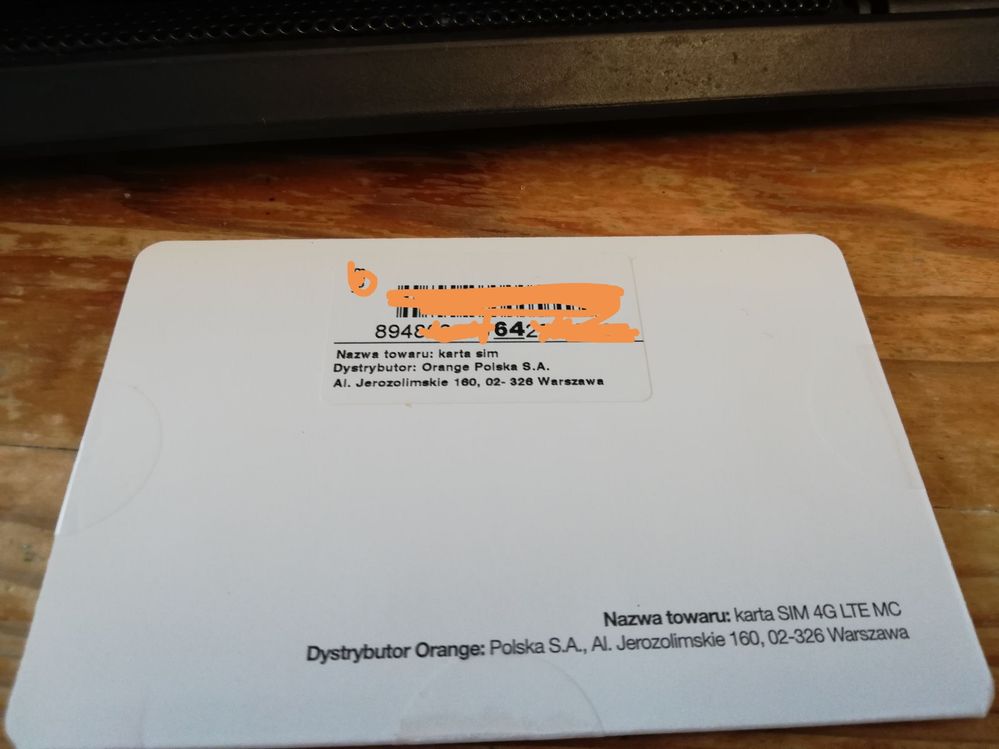 Nazwa towaru: karta sim
Dystrybutor: Orange Polska S.A.
Al. Jerozolimskie 160, 02- 326 Warszawa
Nazwa towaru: karta SIM 4G LTE MC
Dystrybutor Orange: Polska S.A., Al. Jerozolimskie 160, 02-326 Warszawa